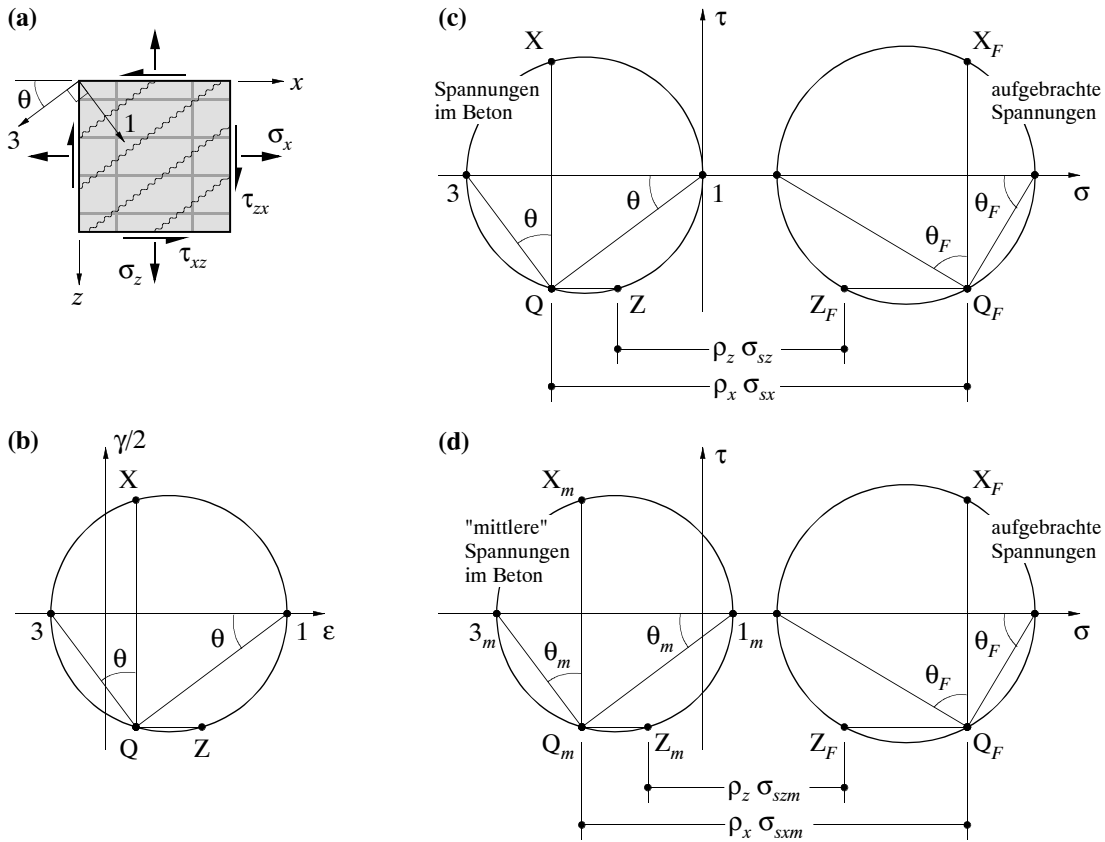 (a)
θ
x
3
1
σx
τzx
τxz
σz
z
(b)
γ/2
X
3
θ
θ
1
ε
Q
Z
(c)
τ
X
XF
Spannungen
im Beton
aufgebrachte
Spannungen
3
θ
θ
1
θF
θF
σ
Q
Z
ZF
QF
ρz σsz
ρx σsx
(d)
τ
Xm
XF
"mittlere"
Spannungen
im Beton
aufgebrachte
Spannungen
3m
θm
θm
1m
θF
θF
σ
Qm
Zm
ZF
QF
ρz σszm
ρx σsxm